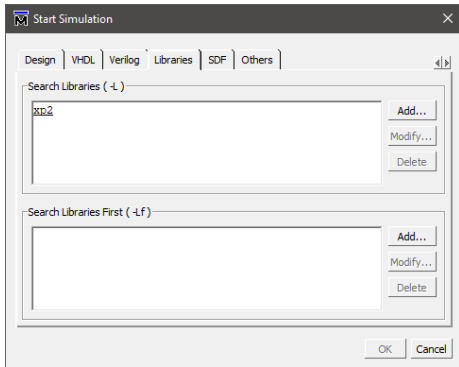 Start Simulation
Design VHDL Verilog Libraries SDF Others
Search Libraries ( -L )
xp2
Add...
Modify...
Delete
Search Libraries First ( -Lf )
Add...
Modify...
Delete
OK Cancel